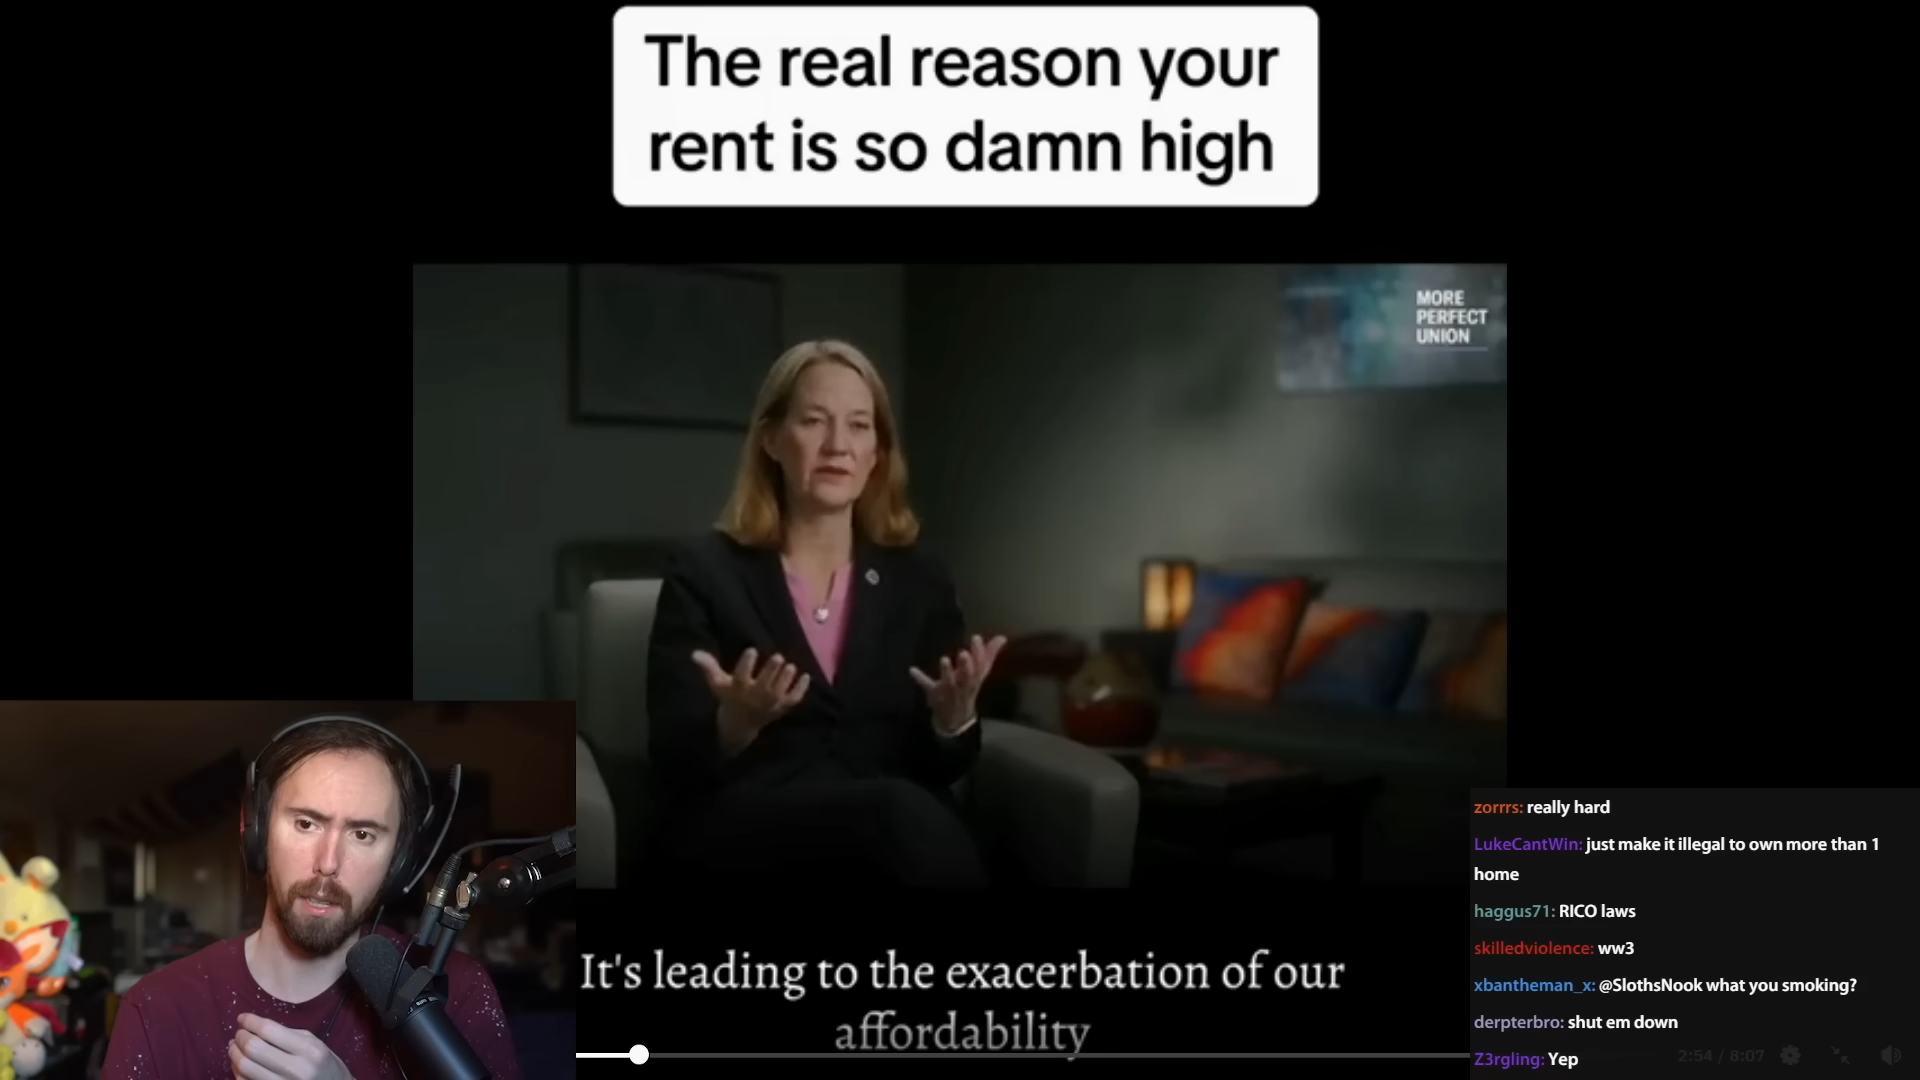 The real reason your
rent is so damn high
MORE
PERFECT
UNION
It's leading to the exacerbation of our
affordability
zorrrs: really hard
LukeCantWin: just make it illegal to own more than 1
home
haggus71: RICO laws
skilledviolence: ww3
xbantheman_x: @SlothsNook what you smoking?
derpterbro: shut em down
Z3rgling: Yep
2:54 / 8:07